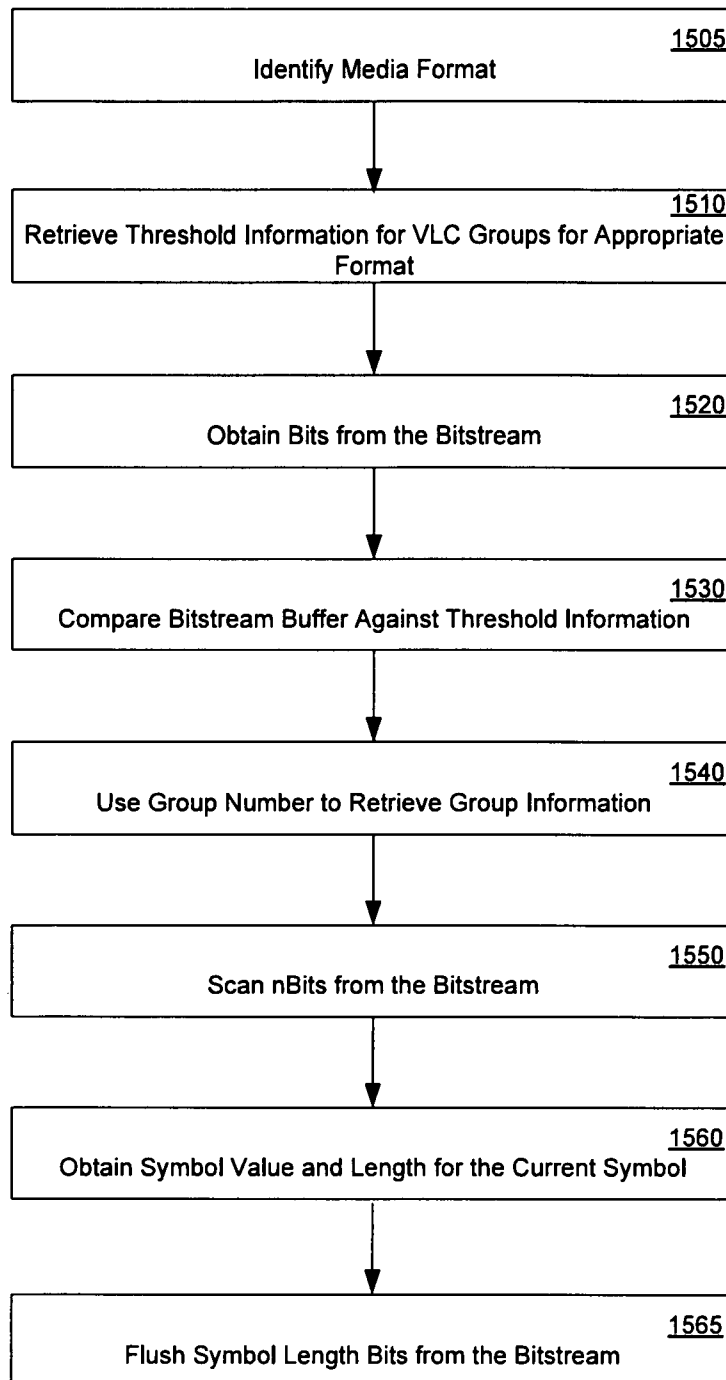 1505
Identify Media Format
1510
Retrieve Threshold Information for VLC Groups for Appropriate
Format
1520
Obtain Bits from the Bitstream
1530
Compare Bitstream Buffer Against Threshold Information
1540
Use Group Number to Retrieve Group Information
1550
Scan nBits from the Bitstream
1560
Obtain Symbol Value and Length for the Current Symbol
1565
Flush Symbol Length Bits from the Bitstream